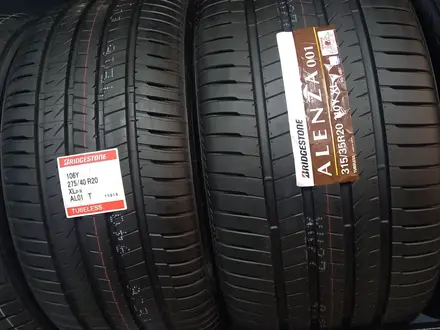 BRIDGESTONE
106Y
275/40 R20
XL
AL01 T
TUBELESS
BRIDGESTONE
ALENZA 001
315/35R20